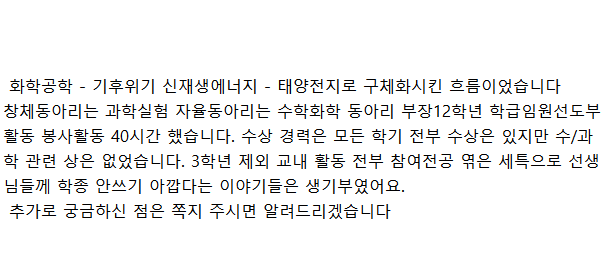 화학공학 - 기후위기 신재생에너지 - 태양전지로 구체화시킨 흐름이었습니다
창체동아리는 과학실험 자율동아리는 수학화학 동아리 부장12학년 학급임원선도부
활동 봉사활동 40시간 했습니다. 수상 경력은 모든 학기 전부 수상은 있지만 수/과
학 관련 상은 없었습니다. 3학년 제외 교내 활동 전부 참여전공 엮은 세특으로 선생
님들께 학종 안쓰기 아깝다는 이야기들은 생기부였어요.
추가로 궁금하신 점은 쪽지 주시면 알려드리겠습니다